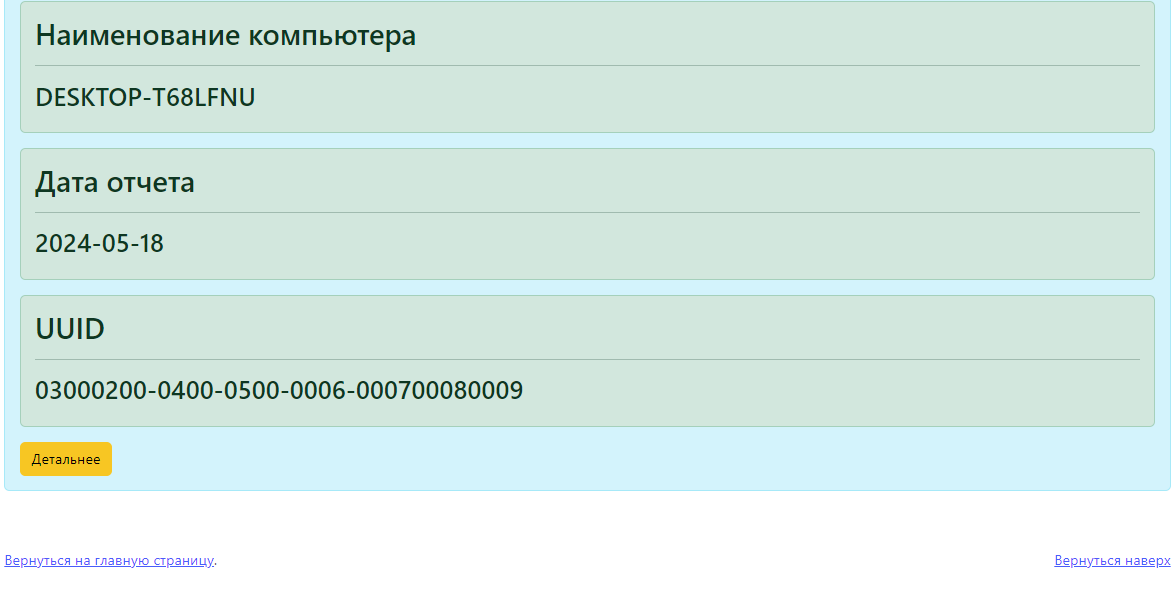 Наименование компьютера
DESKTOP-T68LFNU
Дата отчета
2024-05-18
UUID
03000200-0400-0500-0006-000700080009
Детальнее
Вернуться на главную страницу.
Вернуться наверх